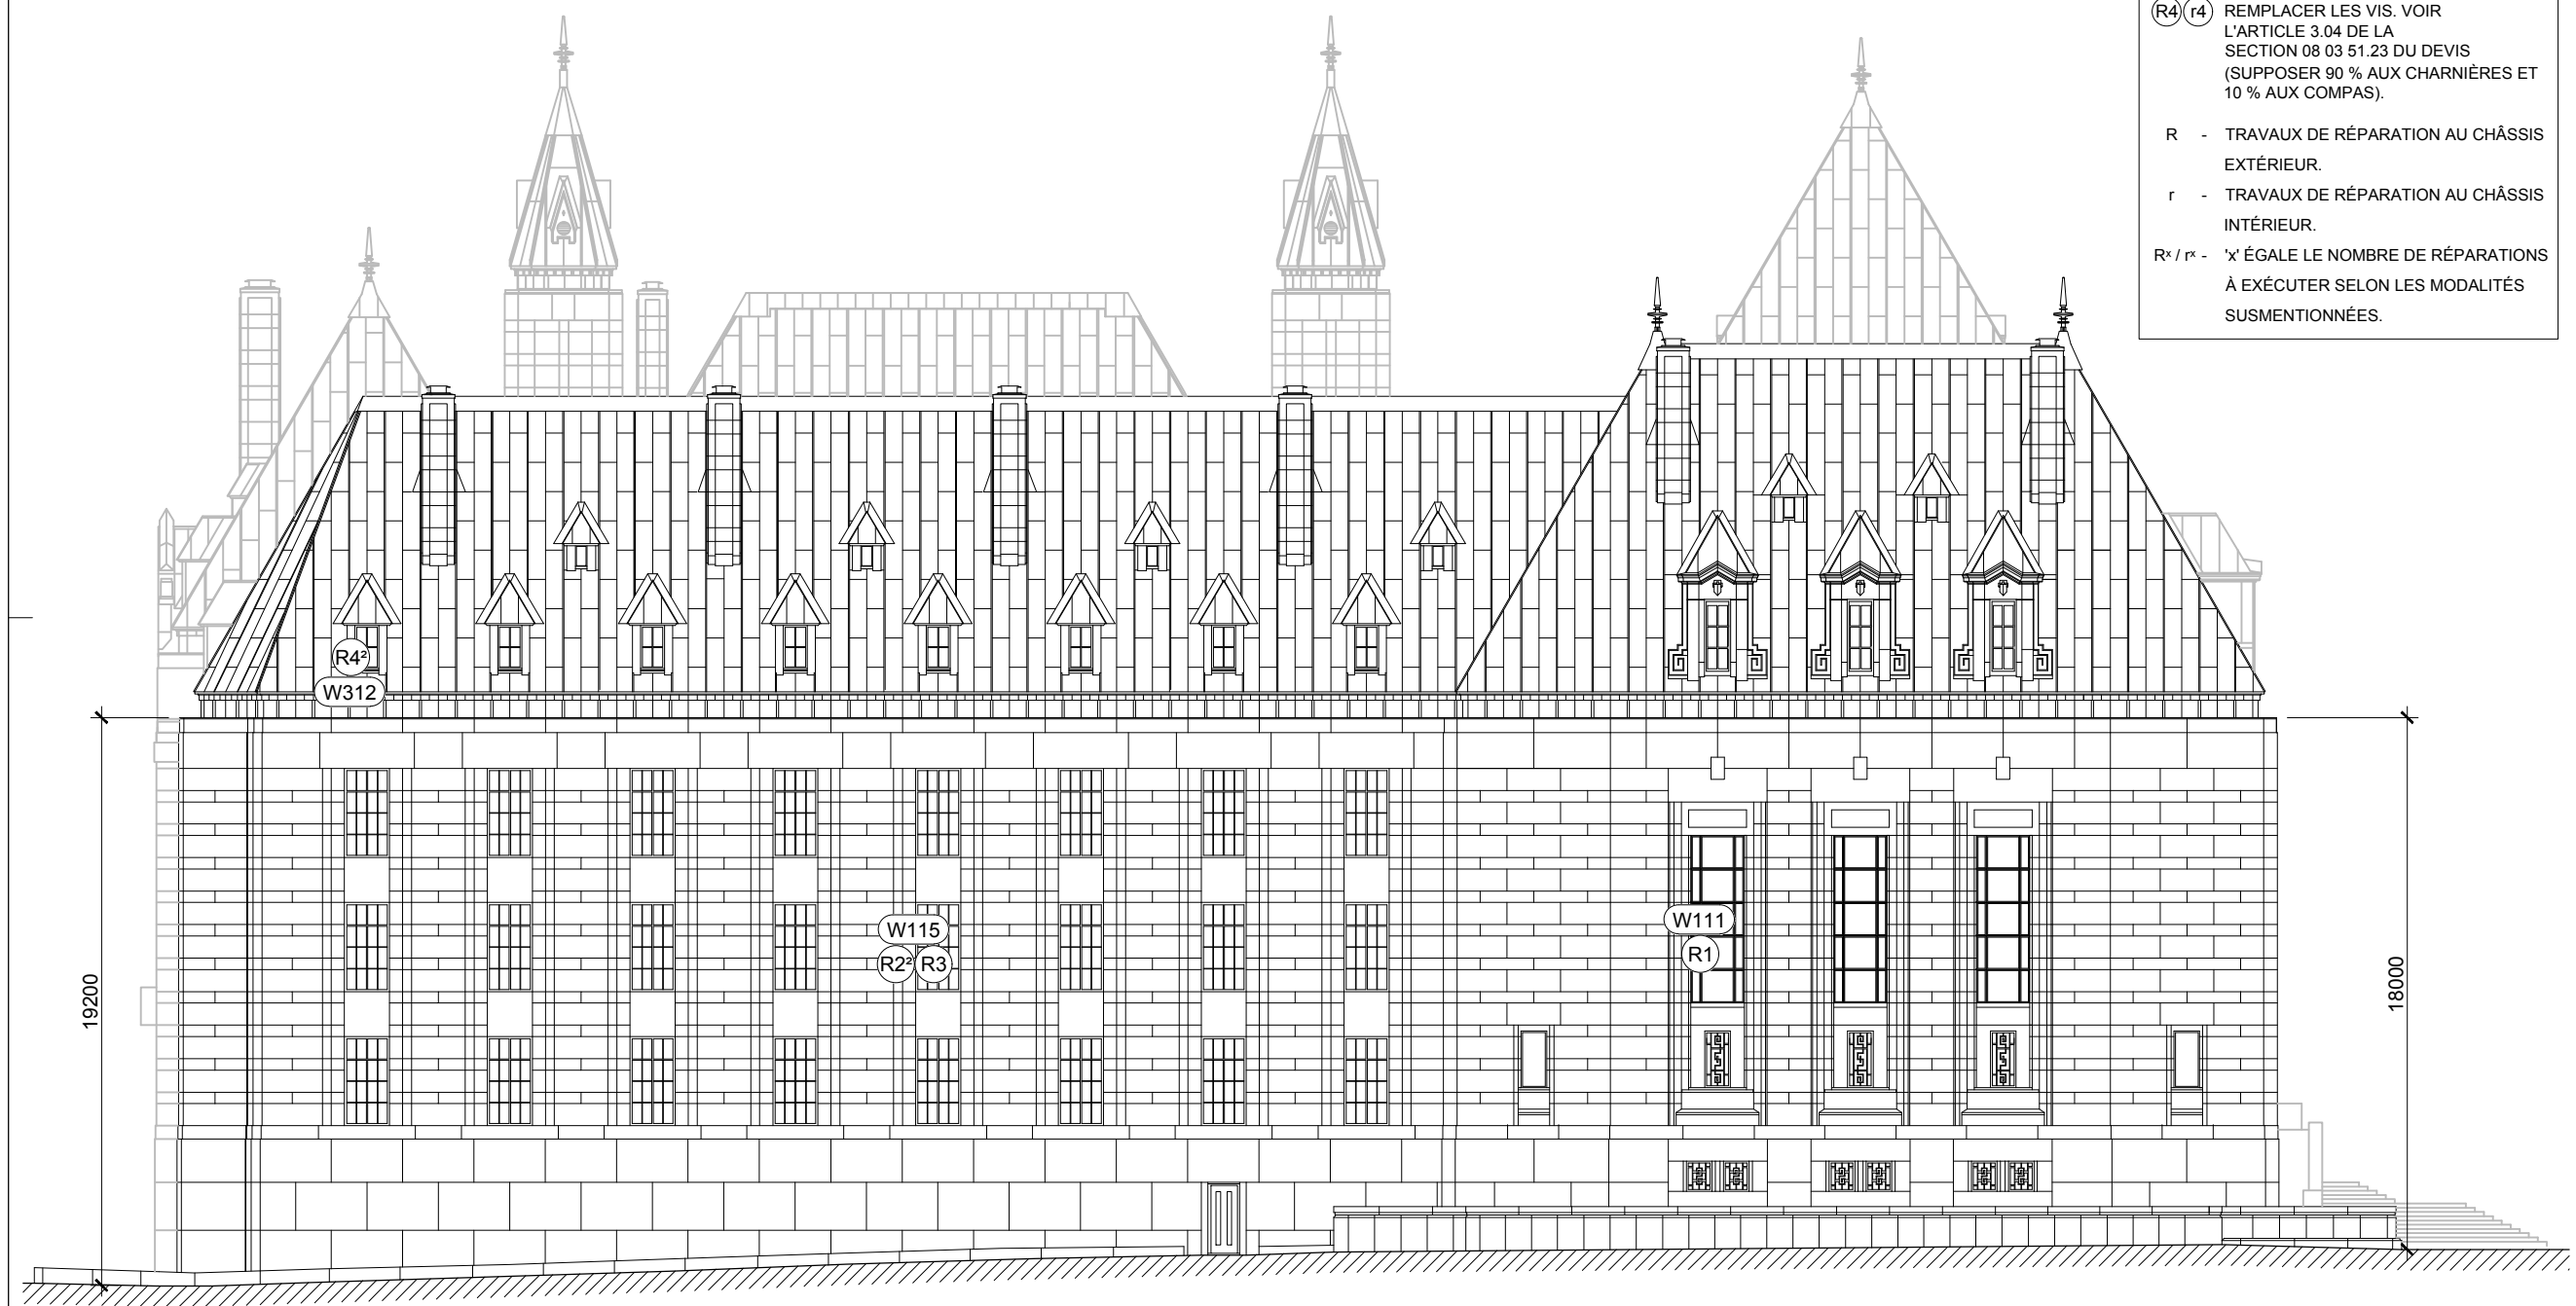 R4 r4 REMPLACER LES VIS. VOIR
L'ARTICLE 3.04 DE LA
SECTION 08 03 51.23 DU DEVIS
(SUPPOSER 90 % AUX CHARNIÈRES ET
10 % AUX COMPAS).
R - TRAVAUX DE RÉPARATION AU CHÂSSIS
EXTÉRIEUR.
r - TRAVAUX DE RÉPARATION AU CHÂSSIS
INTÉRIEUR.
Rˣ / rˣ - 'x' ÉGALE LE NOMBRE DE RÉPARATIONS
À EXÉCUTER SELON LES MODALITÉS
SUSMENTIONNÉES.
R4²
W312
W115
R2² R3
W111
R1
19200
18000